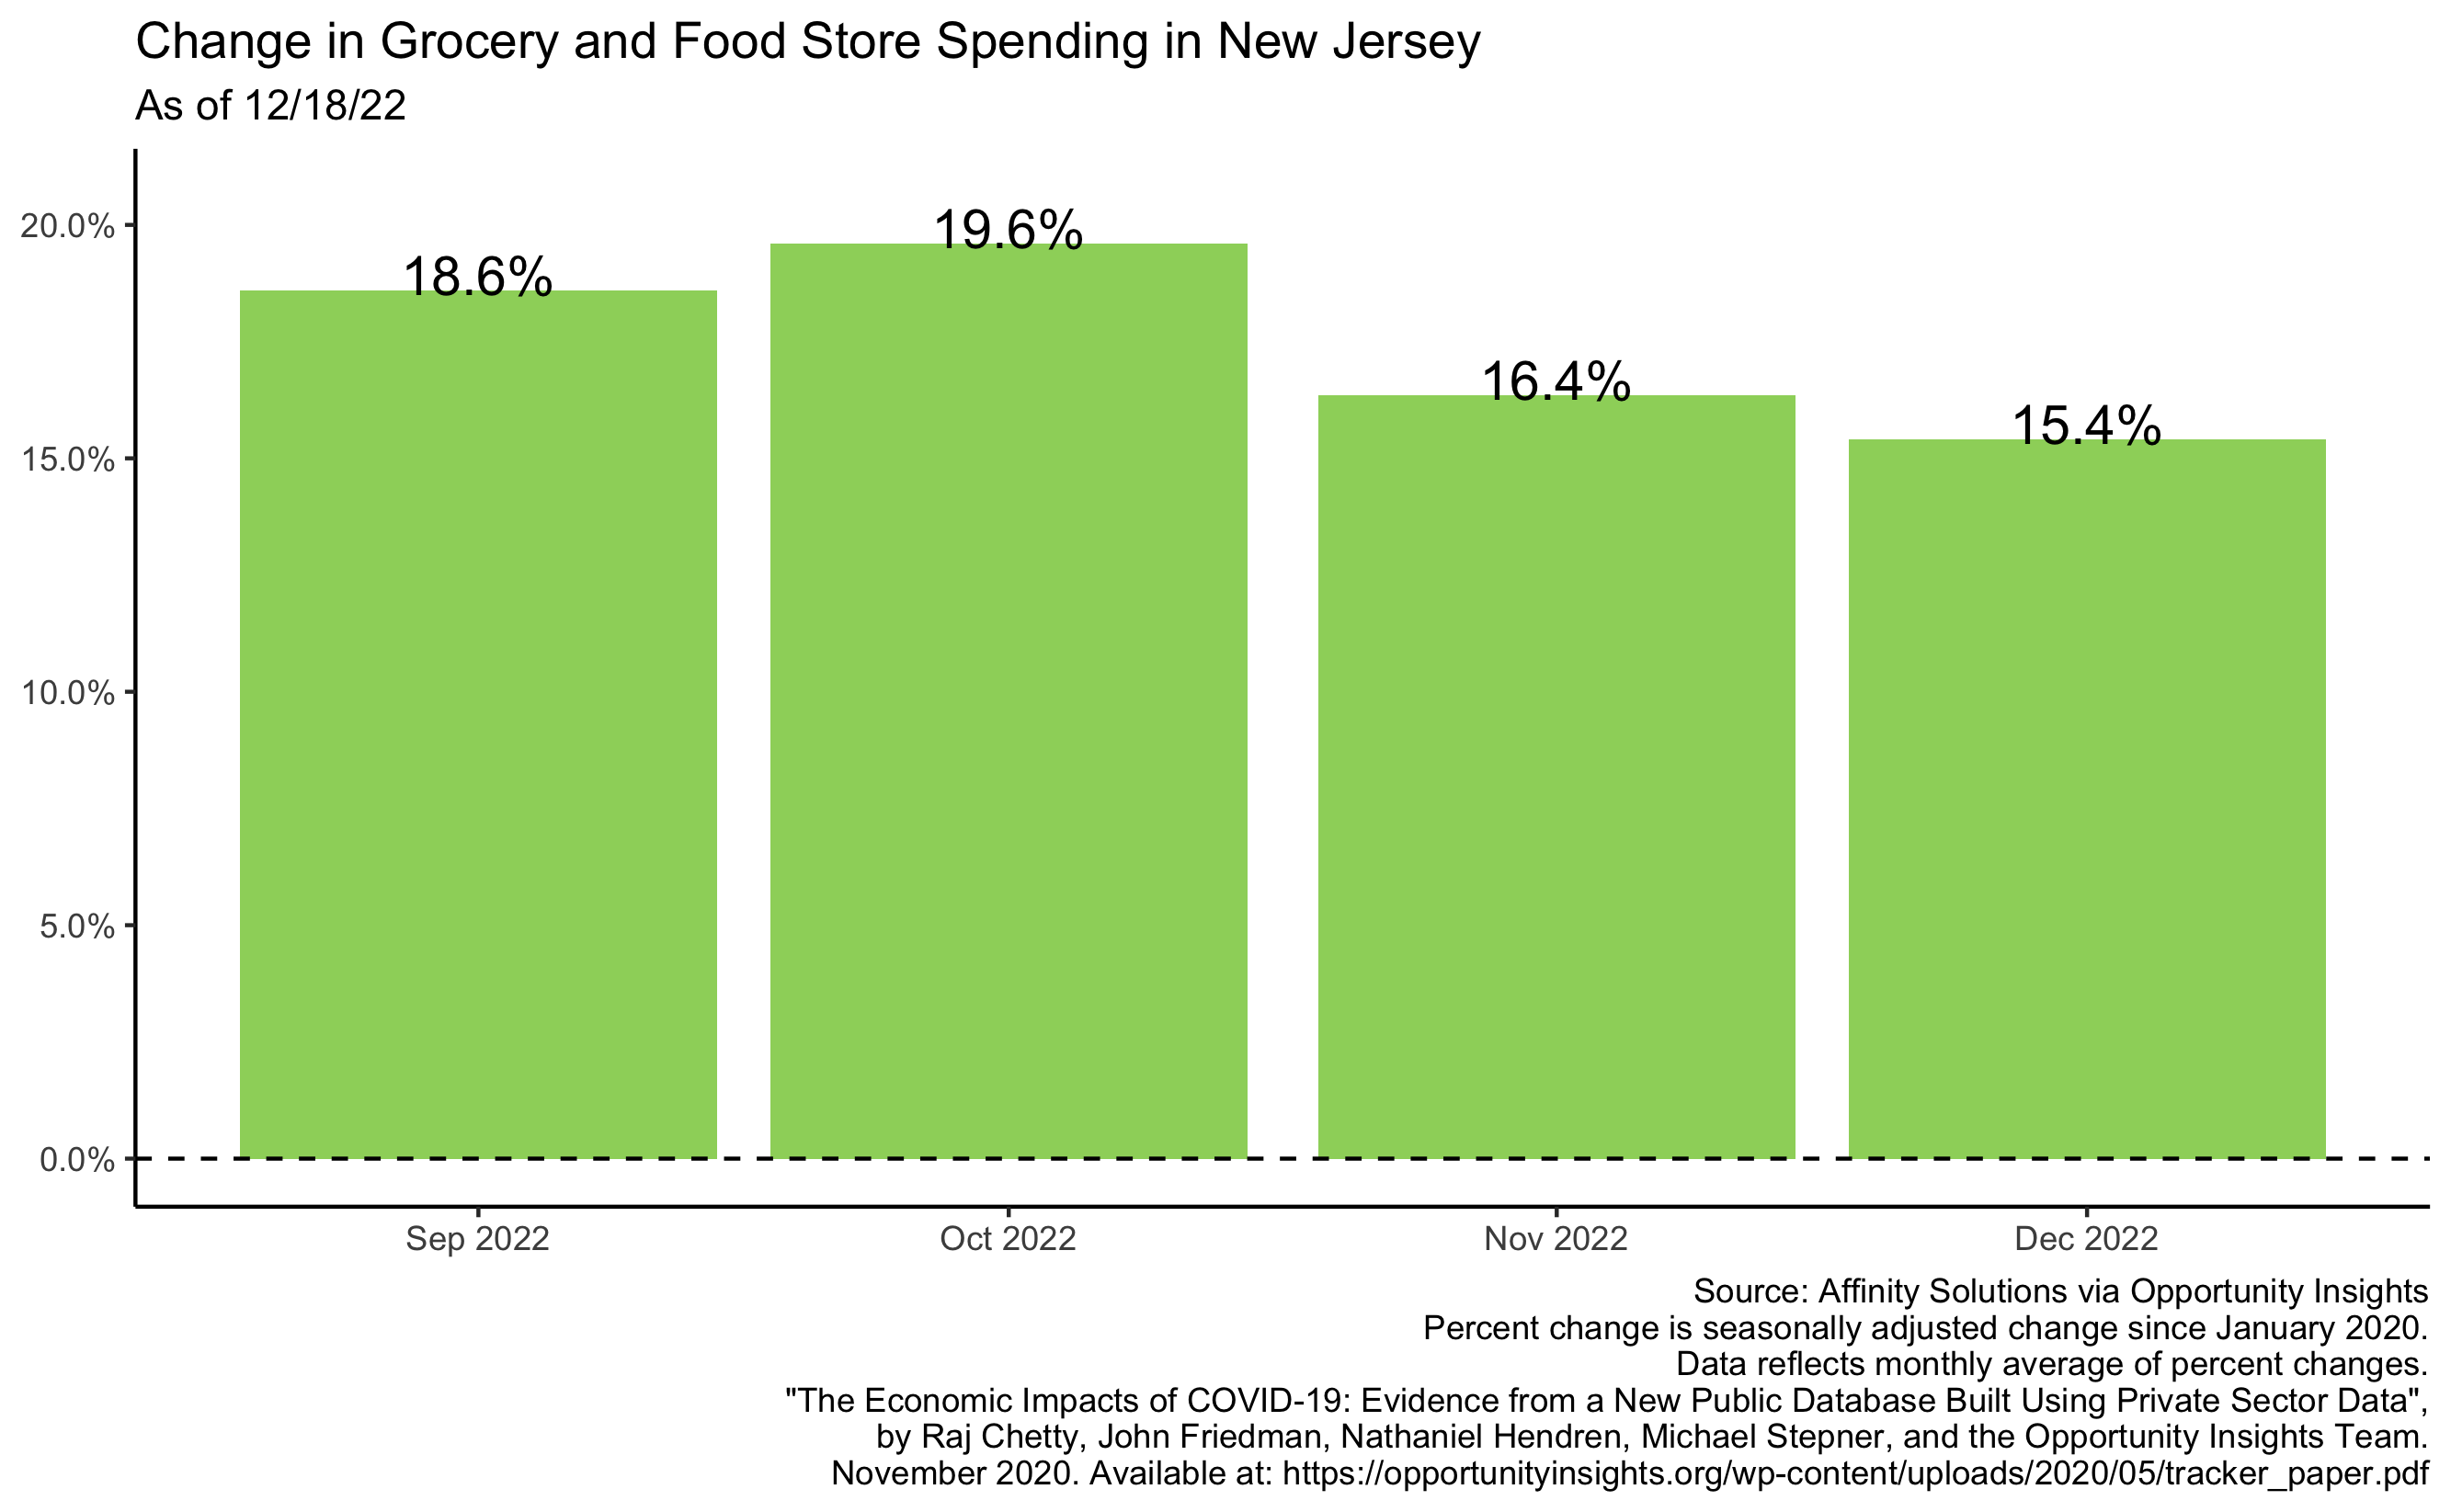 Change in Grocery and Food Store Spending in New Jersey
As of 12/18/22
20.0%
15.0%
10.0%
5.0%
0.0%
18.6%
19.6%
16.4%
15.4%
Sep 2022
Oct 2022
Nov 2022
Dec 2022
Source: Affinity Solutions via Opportunity Insights
Percent change is seasonally adjusted change since January 2020.
Data reflects monthly average of percent changes.
"The Economic Impacts of COVID-19: Evidence from a New Public Database Built Using Private Sector Data",
by Raj Chetty, John Friedman, Nathaniel Hendren, Michael Stepner, and the Opportunity Insights Team.
November 2020. Available at: https://opportunityinsights.org/wp-content/uploads/2020/05/tracker_paper.pdf